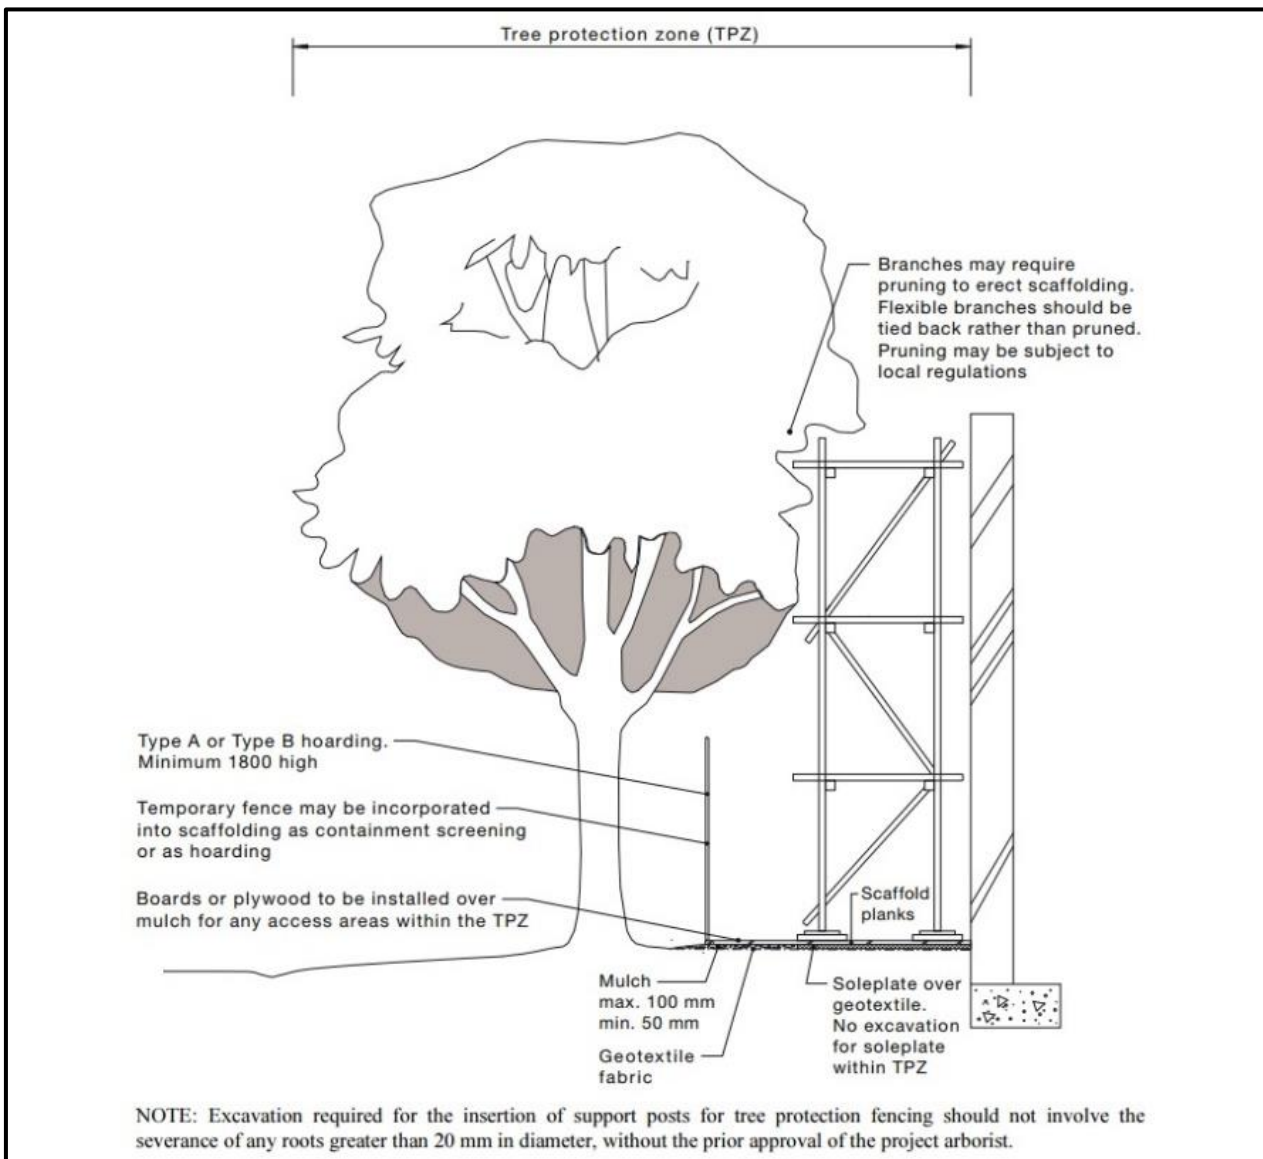 Tree protection zone (TPZ)
Branches may require
pruning to erect scaffolding.
Flexible branches should be
tied back rather than pruned.
Pruning may be subject to
local regulations
Type A or Type B hoarding.
Minimum 1800 high
Temporary fence may be incorporated
into scaffolding as containment screening
or as hoarding
Boards or plywood to be installed over
mulch for any access areas within the TPZ
Scaffold
planks
Mulch
max. 100 mm
min. 50 mm
Geotextile
fabric
Soleplate over
geotextile.
No excavation
for soleplate
within TPZ
NOTE: Excavation required for the insertion of support posts for tree protection fencing should not involve the
severance of any roots greater than 20 mm in diameter, without the prior approval of the project arborist.